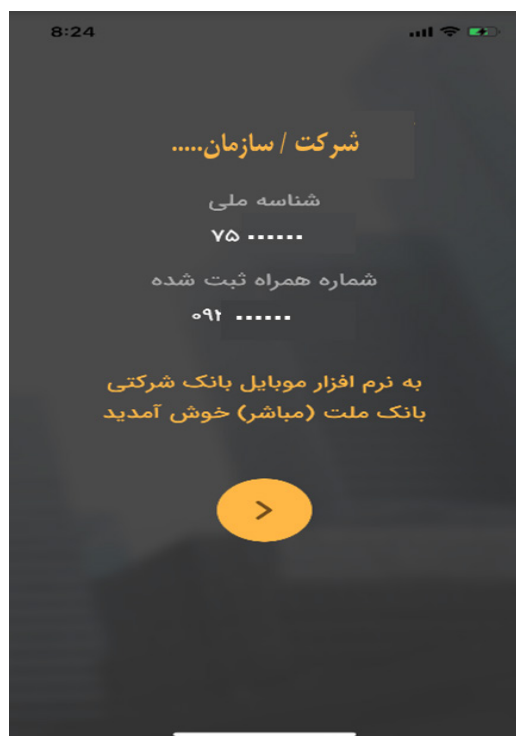 8:24
شرکت / سازمان.....
شناسه ملی
۷۵ ......
شماره همراه ثبت شده
۰۹۲ ......
به نرم افزار موبایل بانک شرکتی
بانک ملت (مباشر) خوش آمدید